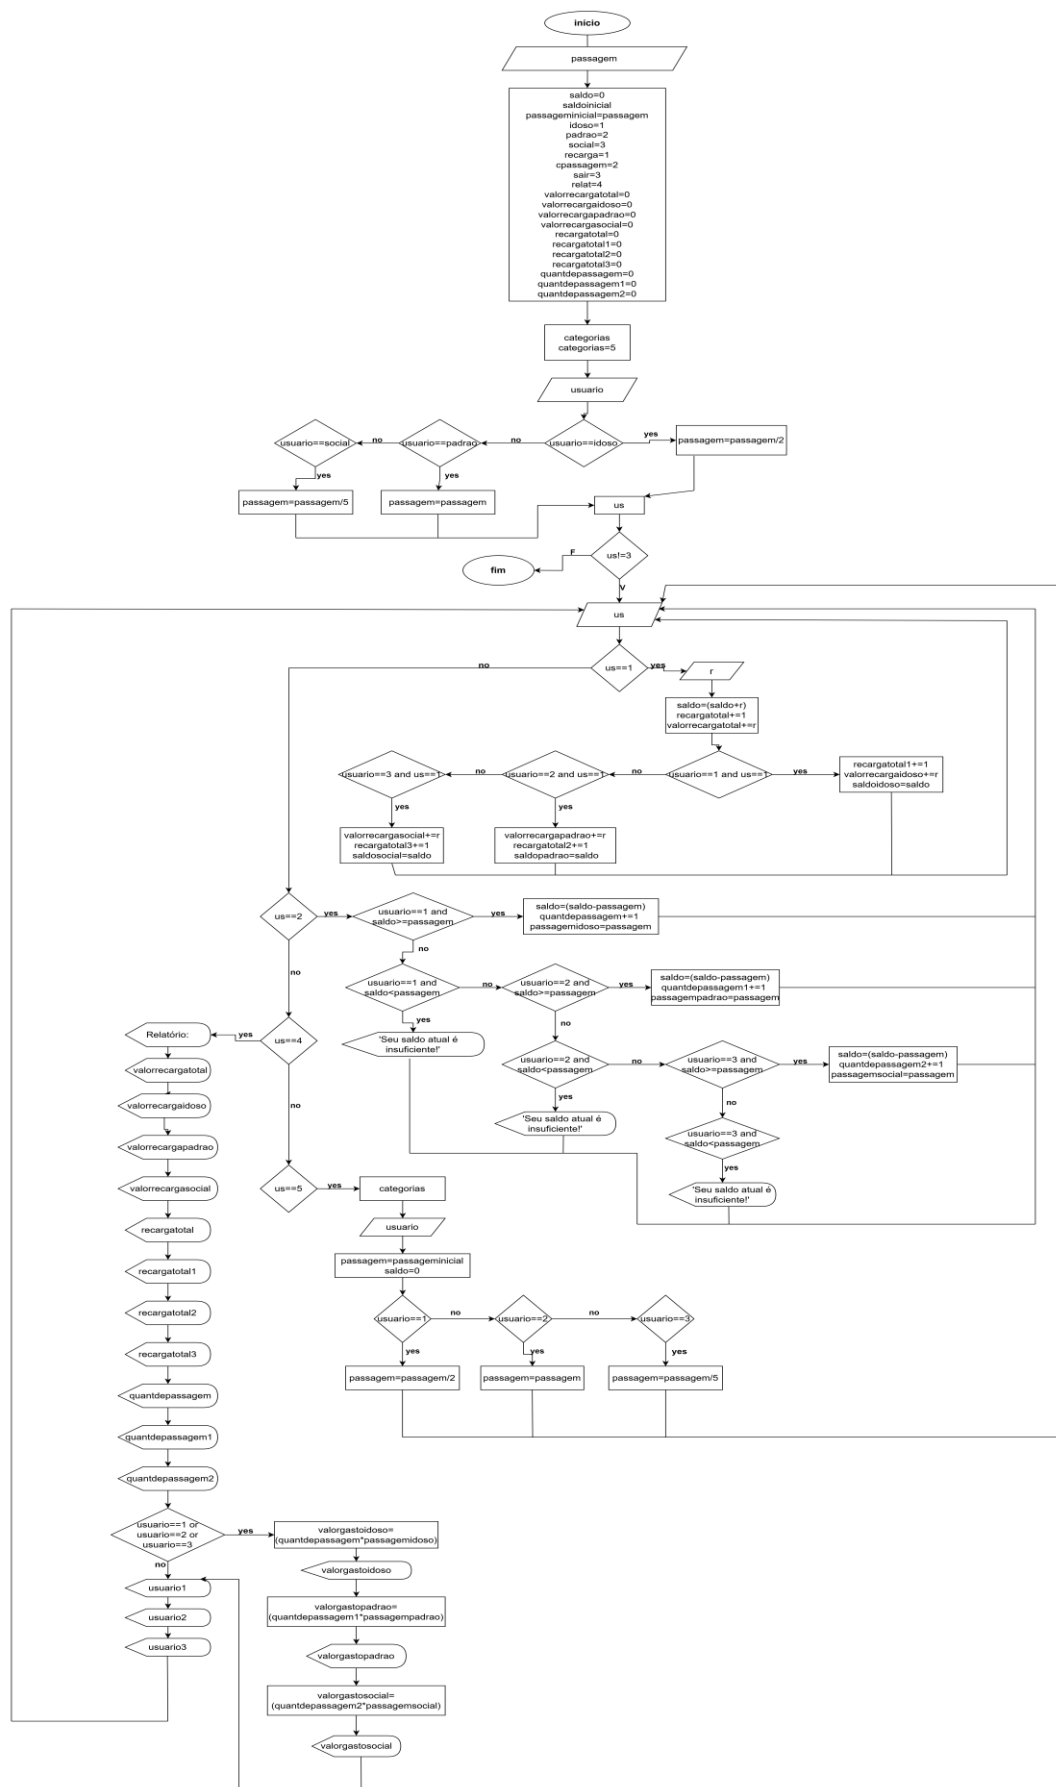 inicio
passagem
saldo=0
saldoinicial
passageminicial=passagem
idoso=1
padrao=2
social=3
recarga=1
cpassagem=2
sair=3
relat=4
valorrecargatotal=0
valorrecargaidoso=0
valorrecargapadrao=0
valorrecargasocial=0
recargatotal=0
recargatotal1=0
recargatotal2=0
recargatotal3=0
quantdepassagem=0
quantdepassagem1=0
quantdepassagem2=0
categorias
categorias=5
usuario
usuario==social
no
usuario==padrao
no
usuario==idoso
yes
passagem=passagem/2
yes
yes
passagem=passagem/5
passagem=passagem
us
us!=3
F
fim
V
us
no
us==1
yes
r
saldo=(saldo+r)
recargatotal+=1
valorrecargatotal+=r
usuario==3 and us==1
no
usuario==2 and us==1
no
usuario==1 and us==1
yes
recargatotal1+=1
valorrecargaidoso+=r
saldoidoso=saldo
yes
yes
valorrecargasocial+=r
recargatotal3+=1
saldosocial=saldo
valorrecargapadrao+=r
recargatotal2+=1
saldopadrao=saldo
us==2
yes
usuario==1 and
saldo>=passagem
yes
saldo=(saldo-passagem)
quantdepassagem+=1
passagemidoso=passagem
no
no
usuario==1 and
saldo<passagem
no
usuario==2 and
saldo>=passagem
yes
saldo=(saldo-passagem)
quantdepassagem1+=1
passagempadrao=passagem
yes
no
'Seu saldo atual é
insuficiente!'
usuario==2 and
saldo<passagem
no
usuario==3 and
saldo>=passagem
yes
saldo=(saldo-passagem)
quantdepassagem2+=1
passagemsocial=passagem
yes
no
'Seu saldo atual é
insuficiente!'
usuario==3 and
saldo<passagem
yes
'Seu saldo atual é
insuficiente!'
us==4
yes
Relatório:
no
valorrecargatotal
valorrecargaidoso
valorrecargapadrao
valorrecargasocial
recargatotal
recargatotal1
recargatotal2
recargatotal3
quantdepassagem
quantdepassagem1
quantdepassagem2
us==5
yes
categorias
usuario
passagem=passageminicial
saldo=0
usuario==1
no
usuario==2
no
usuario==3
yes
yes
yes
passagem=passagem/2
passagem=passagem
passagem=passagem/5
usuario==1 or
usuario==2 or
usuario==3
yes
valorgastoidoso=
(quantdepassagem*passagemidoso)
no
valorgastoidoso
usuario1
usuario2
usuario3
valorgastopadrao=
(quantdepassagem1*passagempadrao)
valorgastopadrao
valorgastosocial=
(quantdepassagem2*passagemsocial)
valorgastosocial